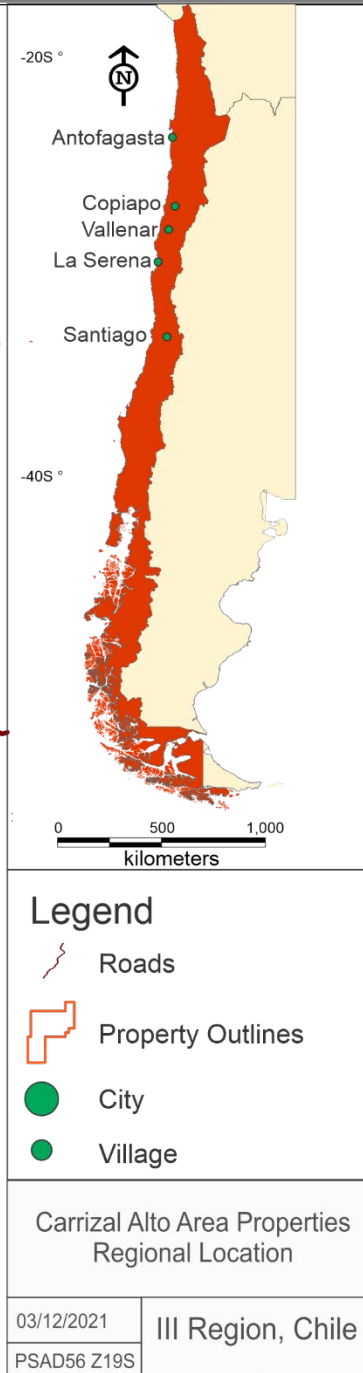 -20S °
N
Antofagasta
Copiapo
Vallenar
La Serena
Santiago
-40S °
0 500 1,000
kilometers
Legend
Roads
Property Outlines
City
Village
Carrizal Alto Area Properties
Regional Location
03/12/2021
III Region, Chile
PSAD56 Z19S